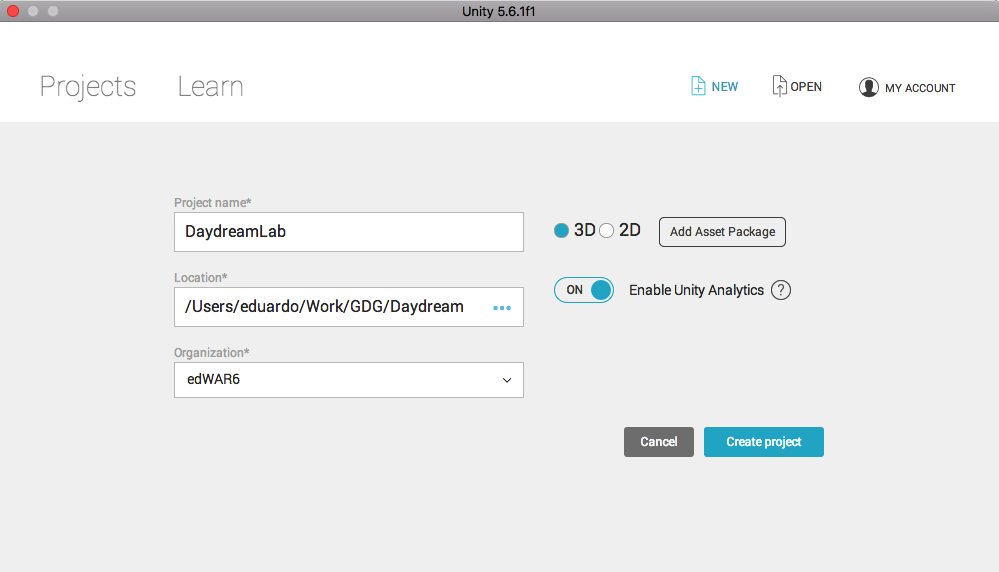 Unity 5.6.1f1
Projects Learn NEW OPEN MY ACCOUNT
Project name*
DaydreamLab
3D 2D Add Asset Package
Location*
/Users/eduardo/Work/GDG/Daydream •••
ON Enable Unity Analytics ?
Organization*
edWAR6
Cancel Create project